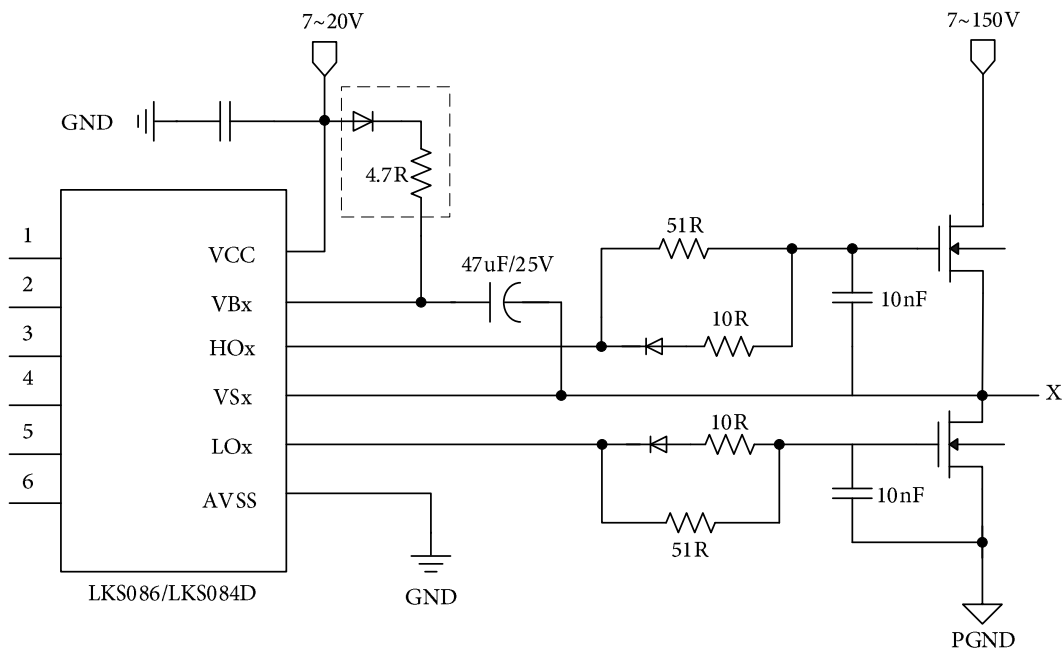 7~20V
7~150V
GND
4.7R
1
2
3
4
5
6
VCC
VBx
HOx
VSx
LOx
AVSS
47uF/25V
51R
10R
10nF
X
10R
10nF
51R
LKS086/LKS084D
GND
PGND